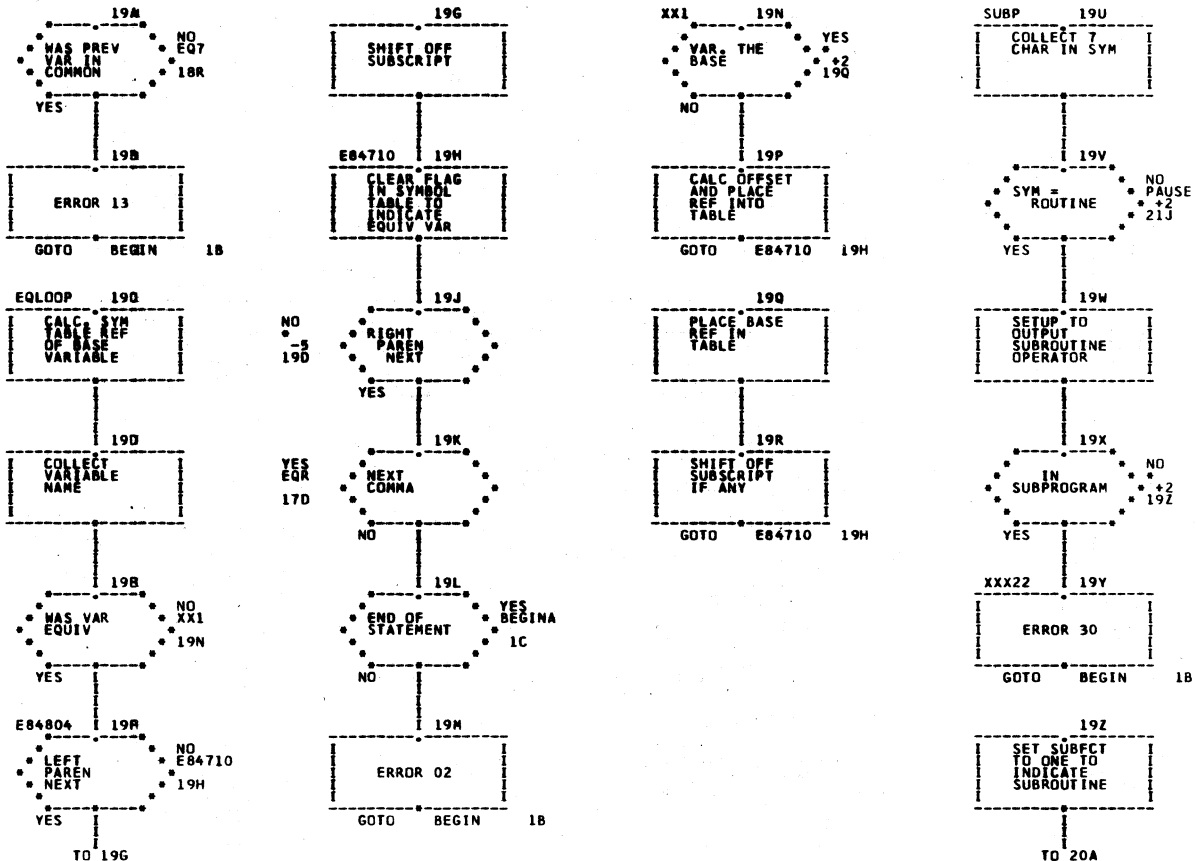 19A
WAS PREV
VAR IN
COMMON
NO
EQ7
18R
YES
19B
ERROR 13
GOTO BEGIN 1B
EQLOOP 19Q
CALC. SYM
TABLE REF
OF BASE
VARIABLE
19D
COLLECT
VARIABLE
NAME
19B
WAS VAR
EQUIV
NO
XX1
19N
YES
E84804 19R
LEFT
PAREN
NEXT
NO
E84710
19H
YES
TO 19G
19G
SHIFT OFF
SUBSCRIPT
E84710 19H
CLEAR FLAG
IN SYMBOL
TABLE TO
INDICATE
EQUIV VAR
19J
NO
-5
19D
RIGHT
PAREN
NEXT
YES
19K
YES
EQR
17D
NEXT
COMMA
NO
19L
END OF
STATEMENT
YES
BEGINA
1C
NO
19M
ERROR 02
GOTO BEGIN 1B
XX1 19N
VAR. THE
BASE
YES
+2
19Q
NO
19P
CALC OFFSET
AND PLACE
REF INTO
TABLE
GOTO E84710 19H
19Q
PLACE BASE
REF IN
TABLE
19R
SHIFT OFF
SUBSCRIPT
IF ANY
GOTO E84710 19H
SUBP 19U
COLLECT 7
CHAR IN SYM
19V
SYM =
ROUTINE
NO
PAUSE
+2
21J
YES
19W
SETUP TO
OUTPUT
SUBROUTINE
OPERATOR
19X
IN
SUBPROGRAM
NO
+2
19Z
YES
XXX22 19Y
ERROR 30
GOTO BEGIN 1B
19Z
SET SUBFCT
TO ONE TO
INDICATE
SUBROUTINE
TO 20A